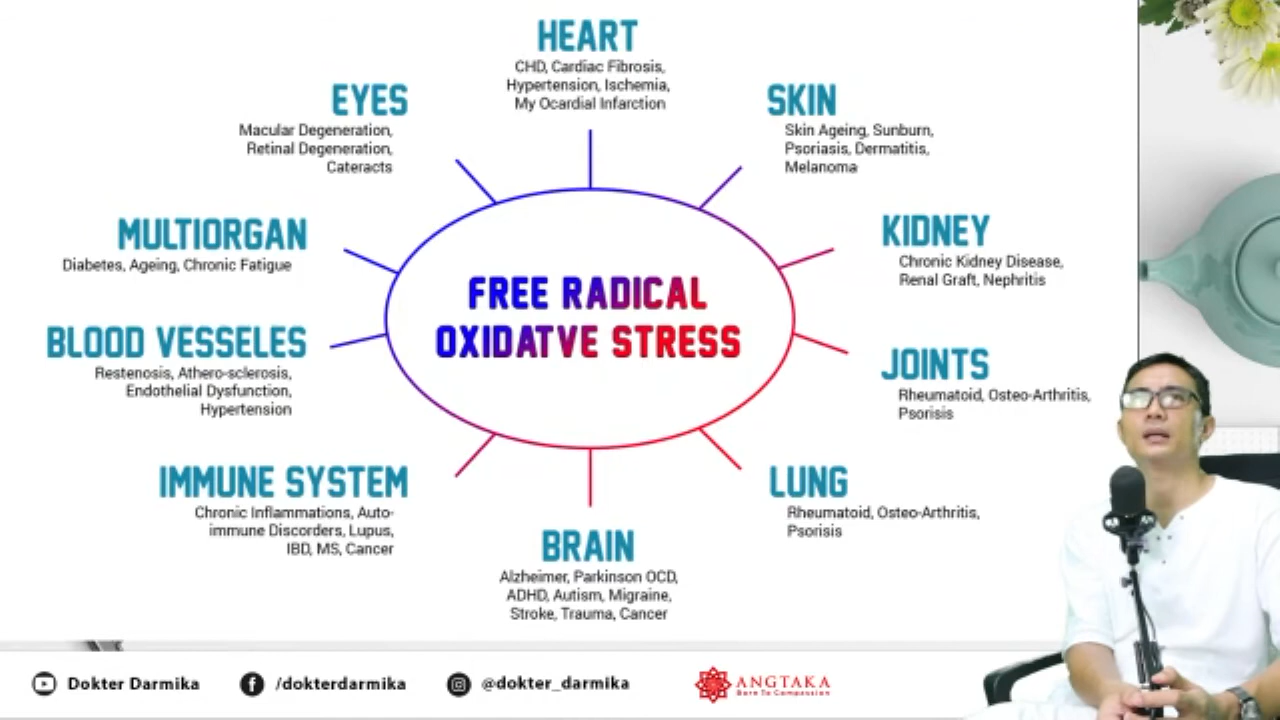 HEART
CHD, Cardiac Fibrosis,
Hypertension, Ischemia,
My Ocardial Infarction
EYES
Macular Degeneration,
Retinal Degeneration,
Cateracts
SKIN
Skin Ageing, Sunburn,
Psoriasis, Dermatitis,
Melanoma
MULTIORGAN
Diabetes, Ageing, Chronic Fatigue
KIDNEY
Chronic Kidney Disease,
Renal Graft, Nephritis
FREE RADICAL
OXIDATVE STRESS
BLOOD VESSELES
Restenosis, Athero-sclerosis,
Endothelial Dysfunction,
Hypertension
JOINTS
Rheumatoid, Osteo-Arthritis,
Psorisis
IMMUNE SYSTEM
Chronic Inflammations, Auto-
immune Discorders, Lupus,
IBD, MS, Cancer
LUNG
Rheumatoid, Osteo-Arthritis,
Psorisis
BRAIN
Alzheimer, Parkinson OCD,
ADHD, Autism, Migraine,
Stroke, Trauma, Cancer
Dokter Darmika
/dokterdarmika
@dokter_darmika
ANGTAKA
Born To Compassion